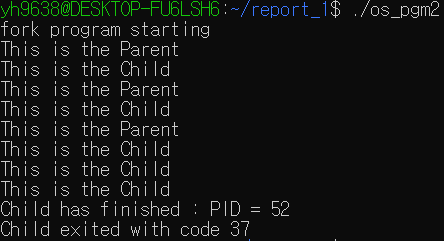 yh9638@DESKTOP-FU6LSH6:~/report_1$ ./os_pgm2
fork program starting
This is the Parent
This is the Child
This is the Parent
This is the Child
This is the Parent
This is the Child
This is the Child
This is the Child
Child has finished : PID = 52
Child exited with code 37